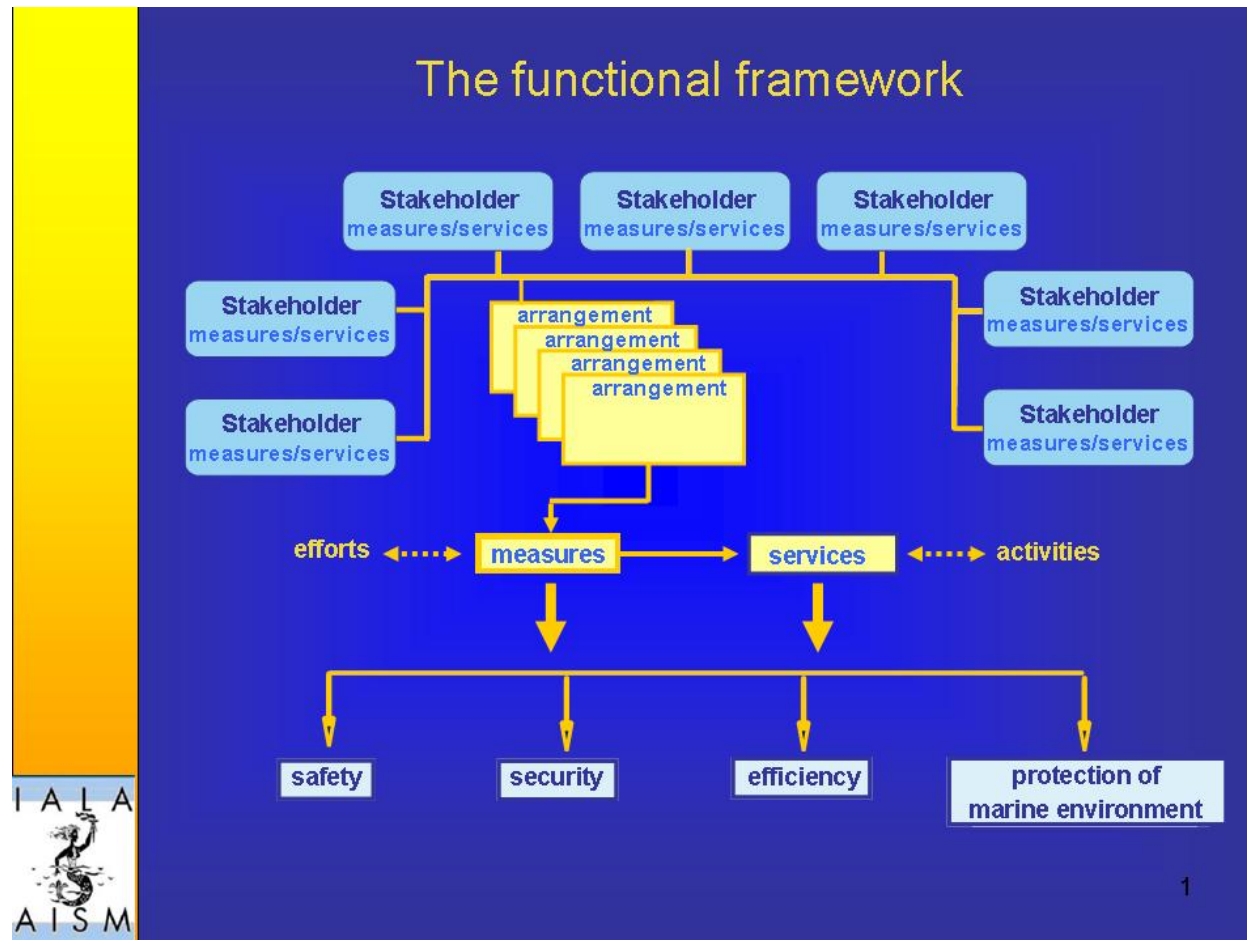 The functional framework
Stakeholder
measures/services
Stakeholder
measures/services
Stakeholder
measures/services
Stakeholder
measures/services
Stakeholder
measures/services
arrangement
arrangement
arrangement
arrangement
Stakeholder
measures/services
Stakeholder
measures/services
efforts
measures
services
activities
safety
security
efficiency
protection of
marine environment
IALA
AISM
1